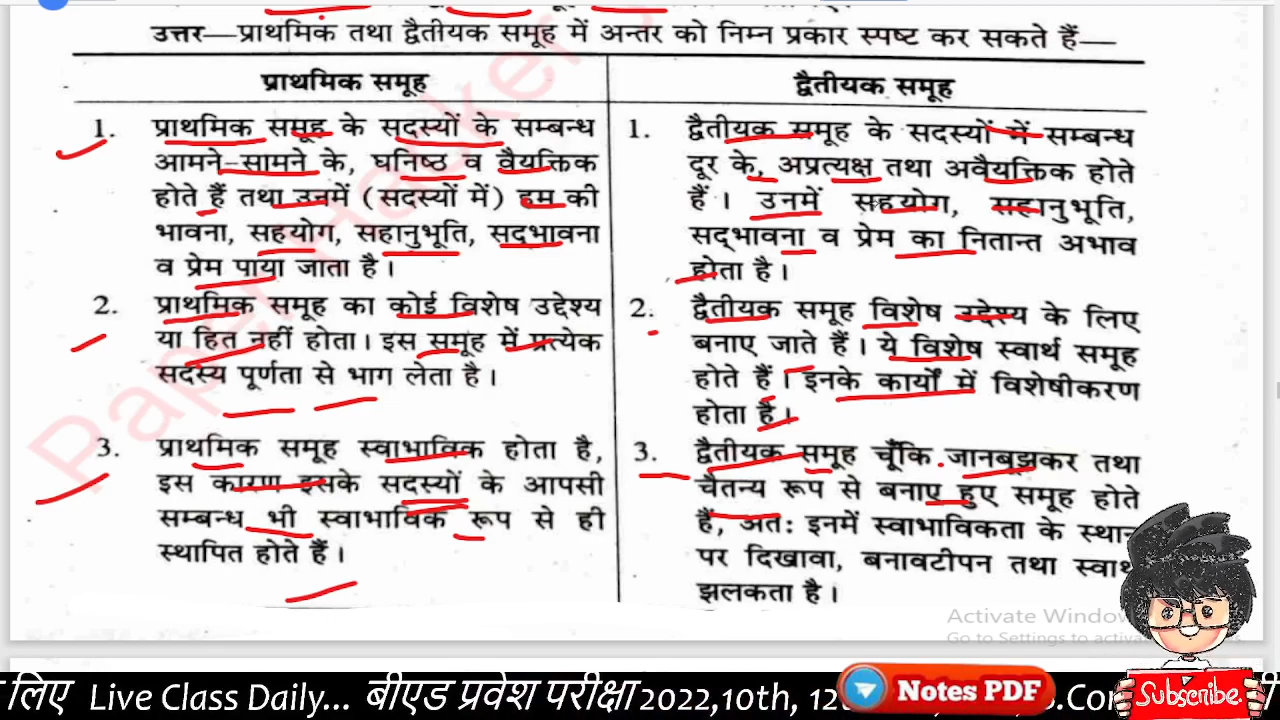 उत्तर—प्राथमिक तथा द्वैतीयक समूह में अन्तर को निम्न प्रकार स्पष्ट कर सकते हैं—
प्राथमिक समूह
1. प्राथमिक समूह के सदस्यों के सम्बन्ध
आमने-सामने के, घनिष्ठ व वैयक्तिक
होते हैं तथा उनमें (सदस्यों में) हम की
भावना, सहयोग, सहानुभूति, सद्भावना
व प्रेम पाया जाता है।
2. प्राथमिक समूह का कोई विशेष उद्देश्य
या हित नहीं होता। इस समूह में प्रत्येक
सदस्य पूर्णता से भाग लेता है।
3. प्राथमिक समूह स्वाभाविक होता है,
इस कारण इसके सदस्यों के आपसी
सम्बन्ध भी स्वाभाविक रूप से ही
स्थापित होते हैं।
द्वैतीयक समूह
1. द्वैतीयक समूह के सदस्यों में सम्बन्ध
दूर के, अप्रत्यक्ष तथा अवैयक्तिक होते
हैं। उनमें सहयोग, सहानुभूति,
सद्भावना व प्रेम का नितान्त अभाव
होता है।
2. द्वैतीयक समूह विशेष उद्देश्य के लिए
बनाए जाते हैं। ये विशेष स्वार्थ समूह
होते हैं। इनके कार्यों में विशेषीकरण
होता है।
3. द्वैतीयक समूह चूँकि जानबूझकर तथा
चैतन्य रूप से बनाए हुए समूह होते
हैं, अतः इनमें स्वाभाविकता के स्थान
पर दिखावा, बनावटीपन तथा स्वार्थ
झलकता है।
Activate Window
Go to Settings to activa
लिए Live Class Daily... बीएड प्रवेश परीक्षा 2022,10th, 12
Notes PDF
Subscribe